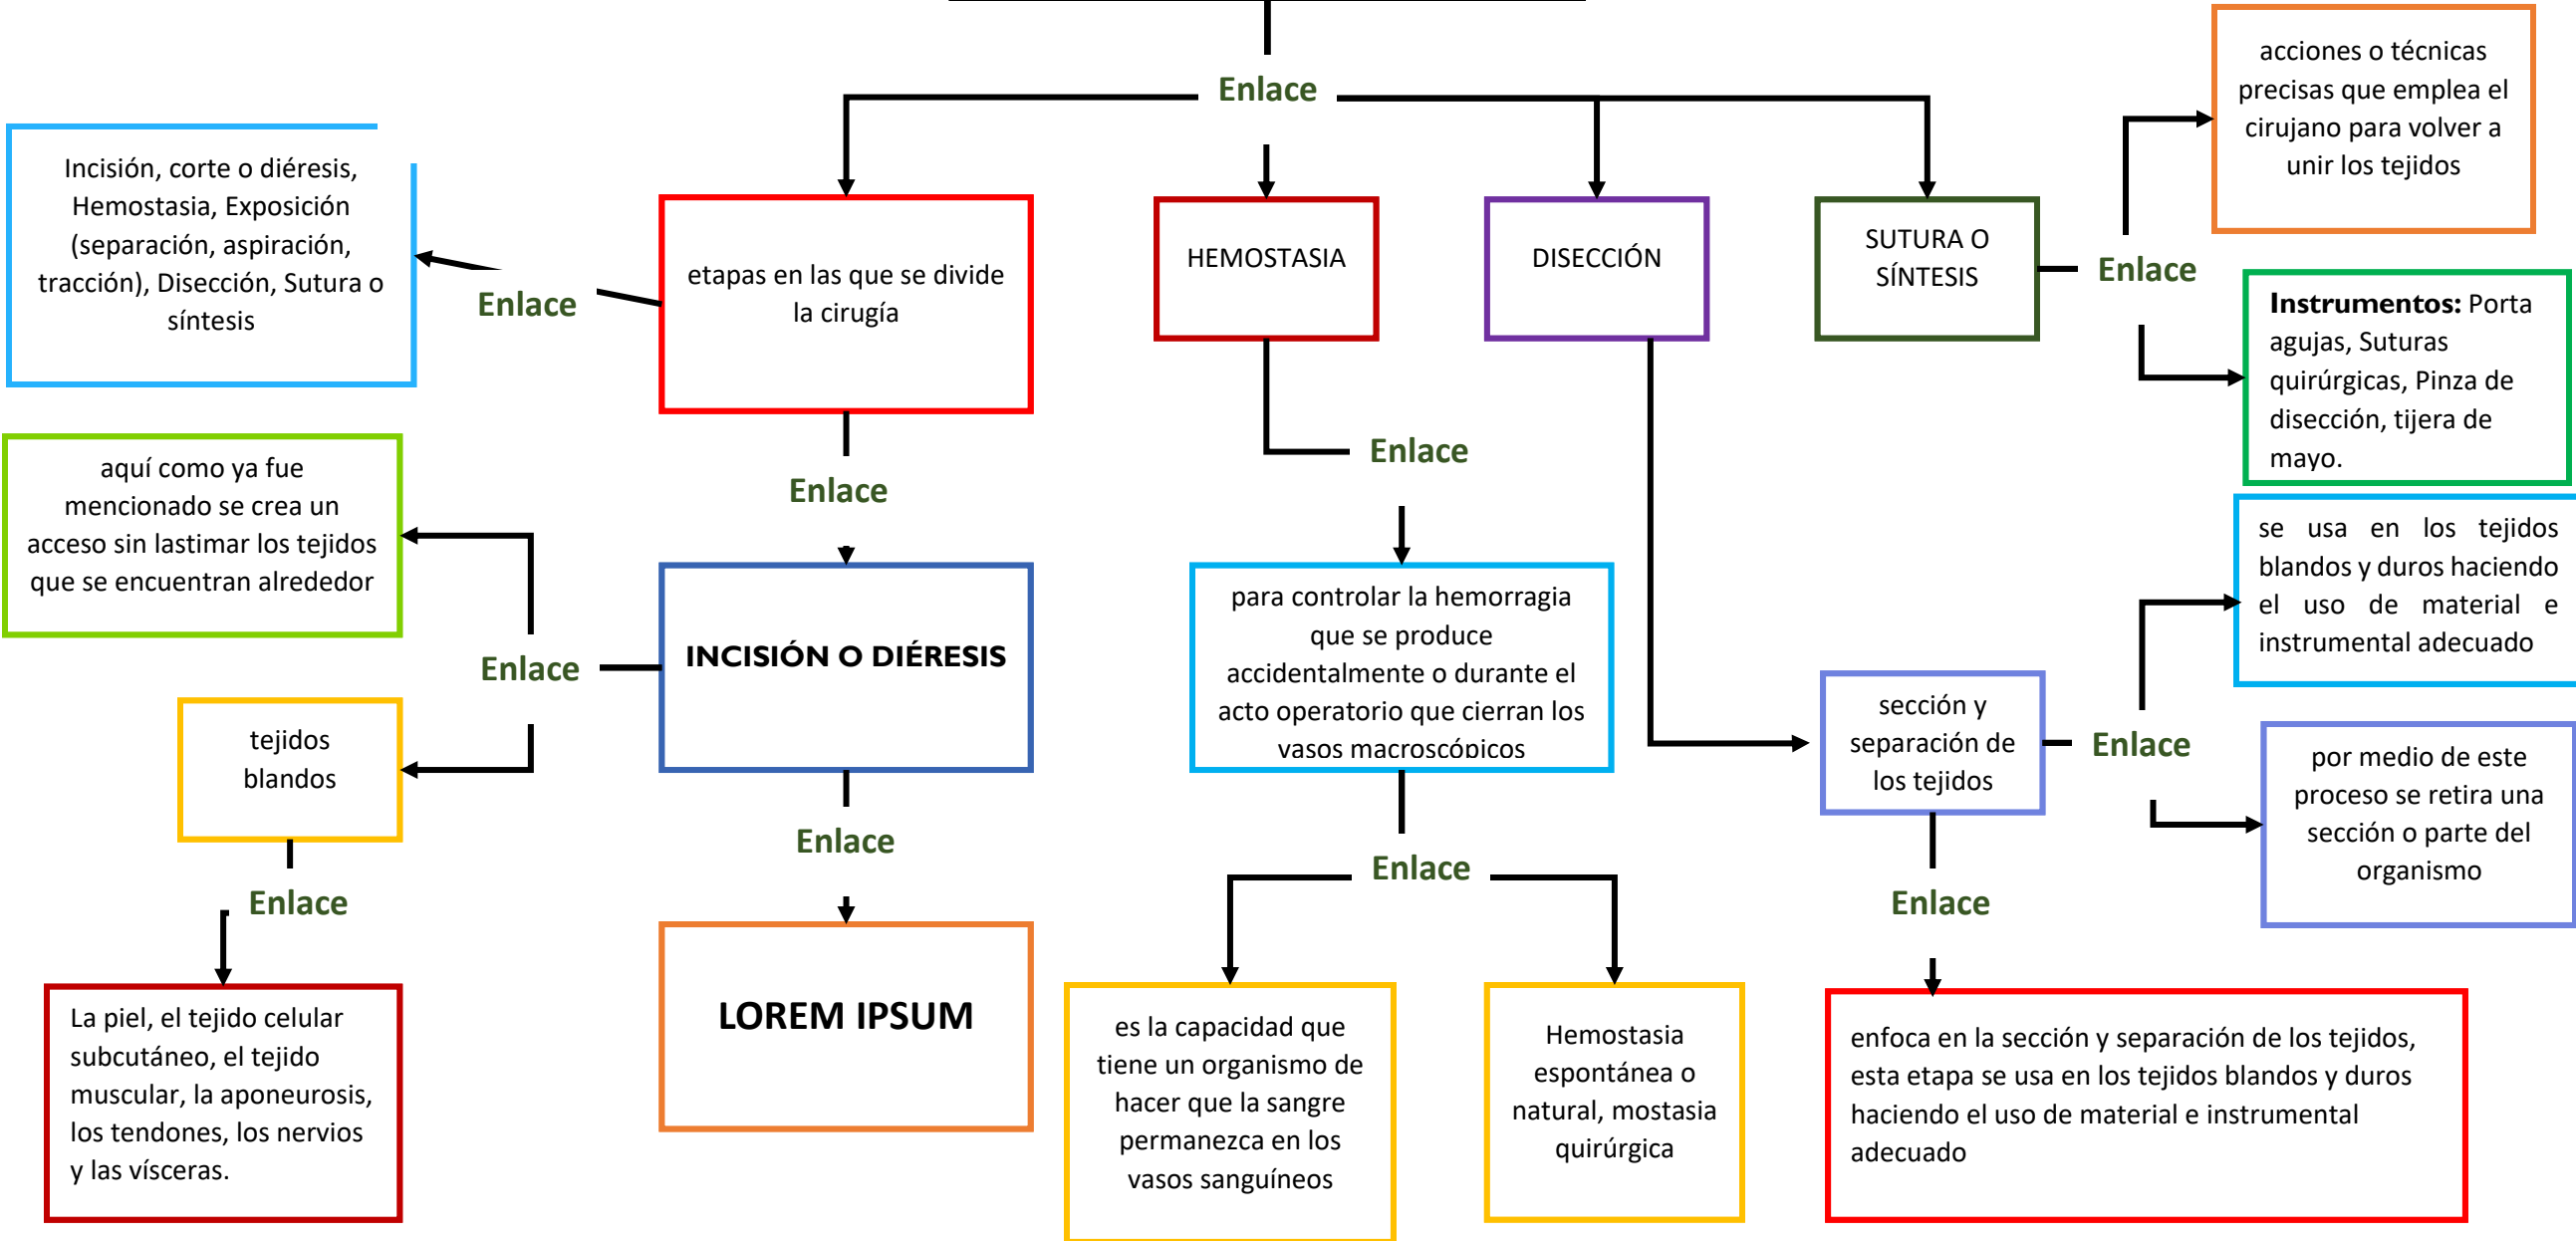 Enlace
acciones o técnicas
precisas que emplea el
cirujano para volver a
unir los tejidos
Incisión, corte o diéresis,
Hemostasia, Exposición
(separación, aspiración,
tracción), Disección, Sutura o
síntesis
Enlace
etapas en las que se divide
la cirugía
HEMOSTASIA
DISECCIÓN
SUTURA O
SÍNTESIS
Enlace
Instrumentos: Porta
agujas, Suturas
quirúrgicas, Pinza de
disección, tijera de
mayo.
aquí como ya fue
mencionado se crea un
acceso sin lastimar los tejidos
que se encuentran alrededor
Enlace
Enlace
se usa en los tejidos
blandos y duros haciendo
el uso de material e
instrumental adecuado
Enlace
INCISIÓN O DIÉRESIS
para controlar la hemorragia
que se produce
accidentalmente o durante el
acto operatorio que cierran los
vasos macroscópicos
sección y
separación de
los tejidos
Enlace
por medio de este
proceso se retira una
sección o parte del
organismo
tejidos
blandos
Enlace
Enlace
Enlace
Enlace
La piel, el tejido celular
subcutáneo, el tejido
muscular, la aponeurosis,
los tendones, los nervios
y las vísceras.
LOREM IPSUM
es la capacidad que
tiene un organismo de
hacer que la sangre
permanezca en los
vasos sanguíneos
Hemostasia
espontánea o
natural, mostasia
quirúrgica
enfoca en la sección y separación de los tejidos,
esta etapa se usa en los tejidos blandos y duros
haciendo el uso de material e instrumental
adecuado